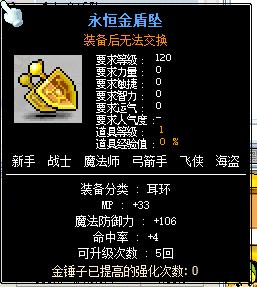 永恒金盾坠
装备后无法交换
要求等级： 120
要求力量： 0
要求敏捷： 0
要求智力： 0
要求运气： 0
要求人气度： -
道具等级： 1
道具经验值： 0 %
新手 战士 魔法师 弓箭手 飞侠 海盗
装备分类 ： 耳环
MP ： +33
魔法防御力 ： +106
命中率 ： +4
可升级次数 ： 5回
金锤子已提高的强化次数: 0